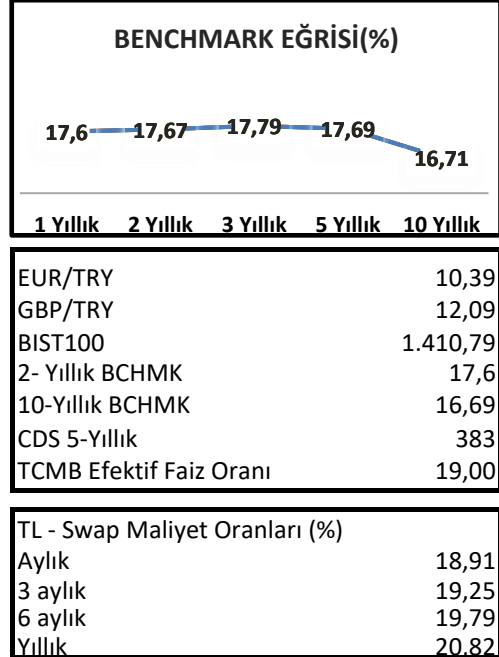 BENCHMARK EĞRİSİ(%)
17,6 17,67 17,79 17,69 16,71
1 Yıllık 2 Yıllık 3 Yıllık 5 Yıllık 10 Yıllık
EUR/TRY 10,39
GBP/TRY 12,09
BIST100 1.410,79
2- Yıllık BCHMK 17,6
10-Yıllık BCHMK 16,69
CDS 5-Yıllık 383
TCMB Efektif Faiz Oranı 19,00
TL - Swap Maliyet Oranları (%)
Aylık 18,91
3 aylık 19,25
6 aylık 19,79
Yıllık 20,82